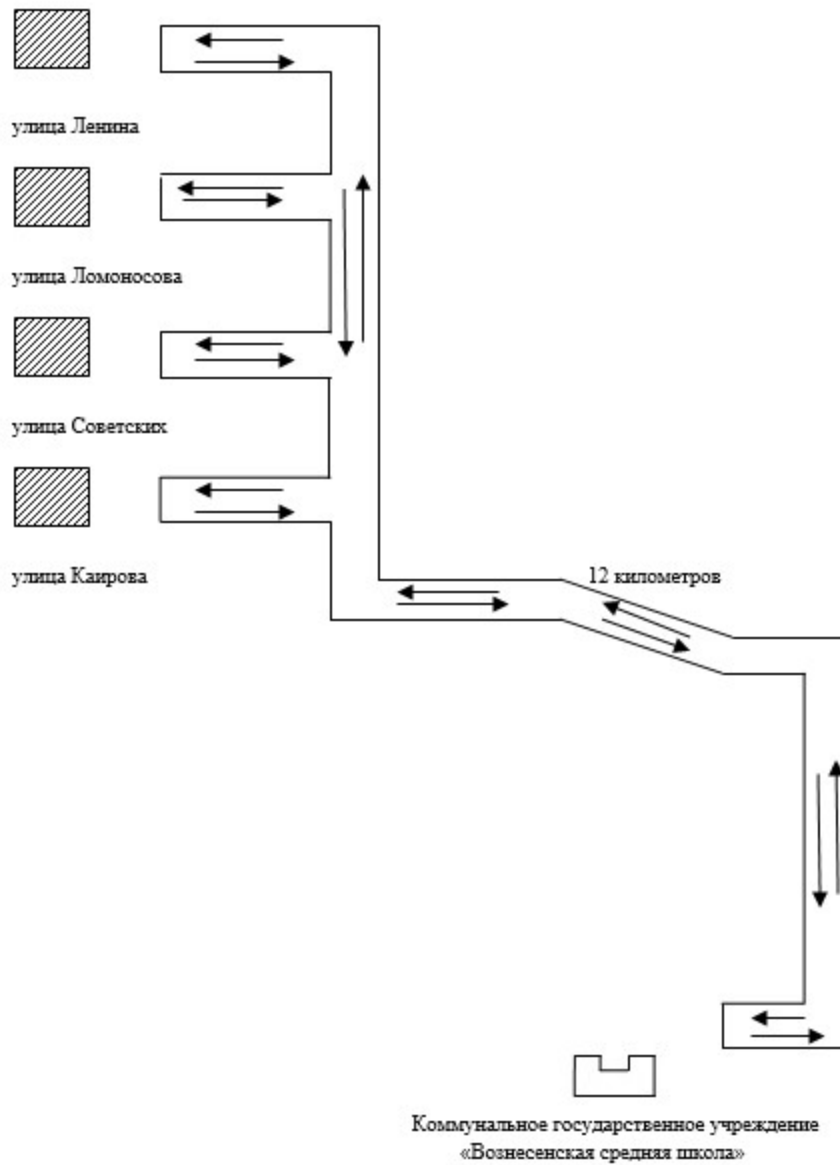 улица Ленина
улица Ломоносова
улица Советских
улица Каирова
12 километров
Коммунальное государственное учреждение
«Вознесенская средняя школа»